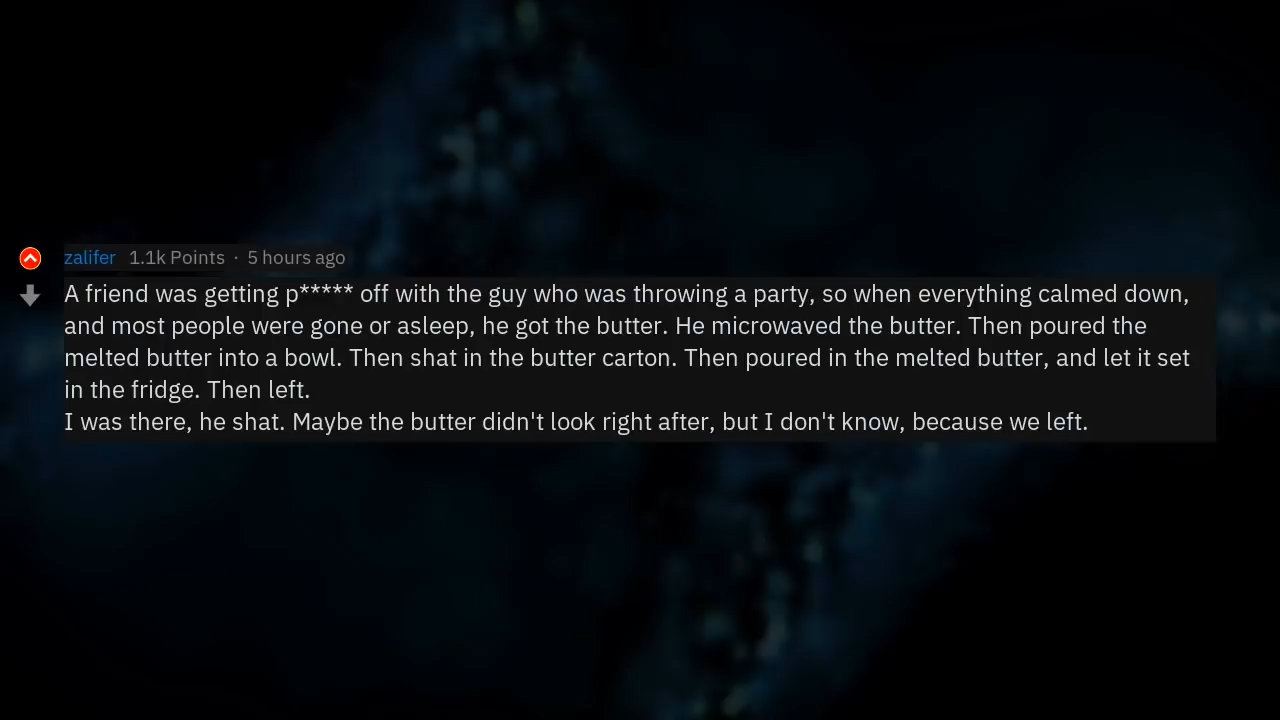 zalifer 1.1k Points · 5 hours ago
A friend was getting p***** off with the guy who was throwing a party, so when everything calmed down,
and most people were gone or asleep, he got the butter. He microwaved the butter. Then poured the
melted butter into a bowl. Then shat in the butter carton. Then poured in the melted butter, and let it set
in the fridge. Then left.
I was there, he shat. Maybe the butter didn't look right after, but I don't know, because we left.